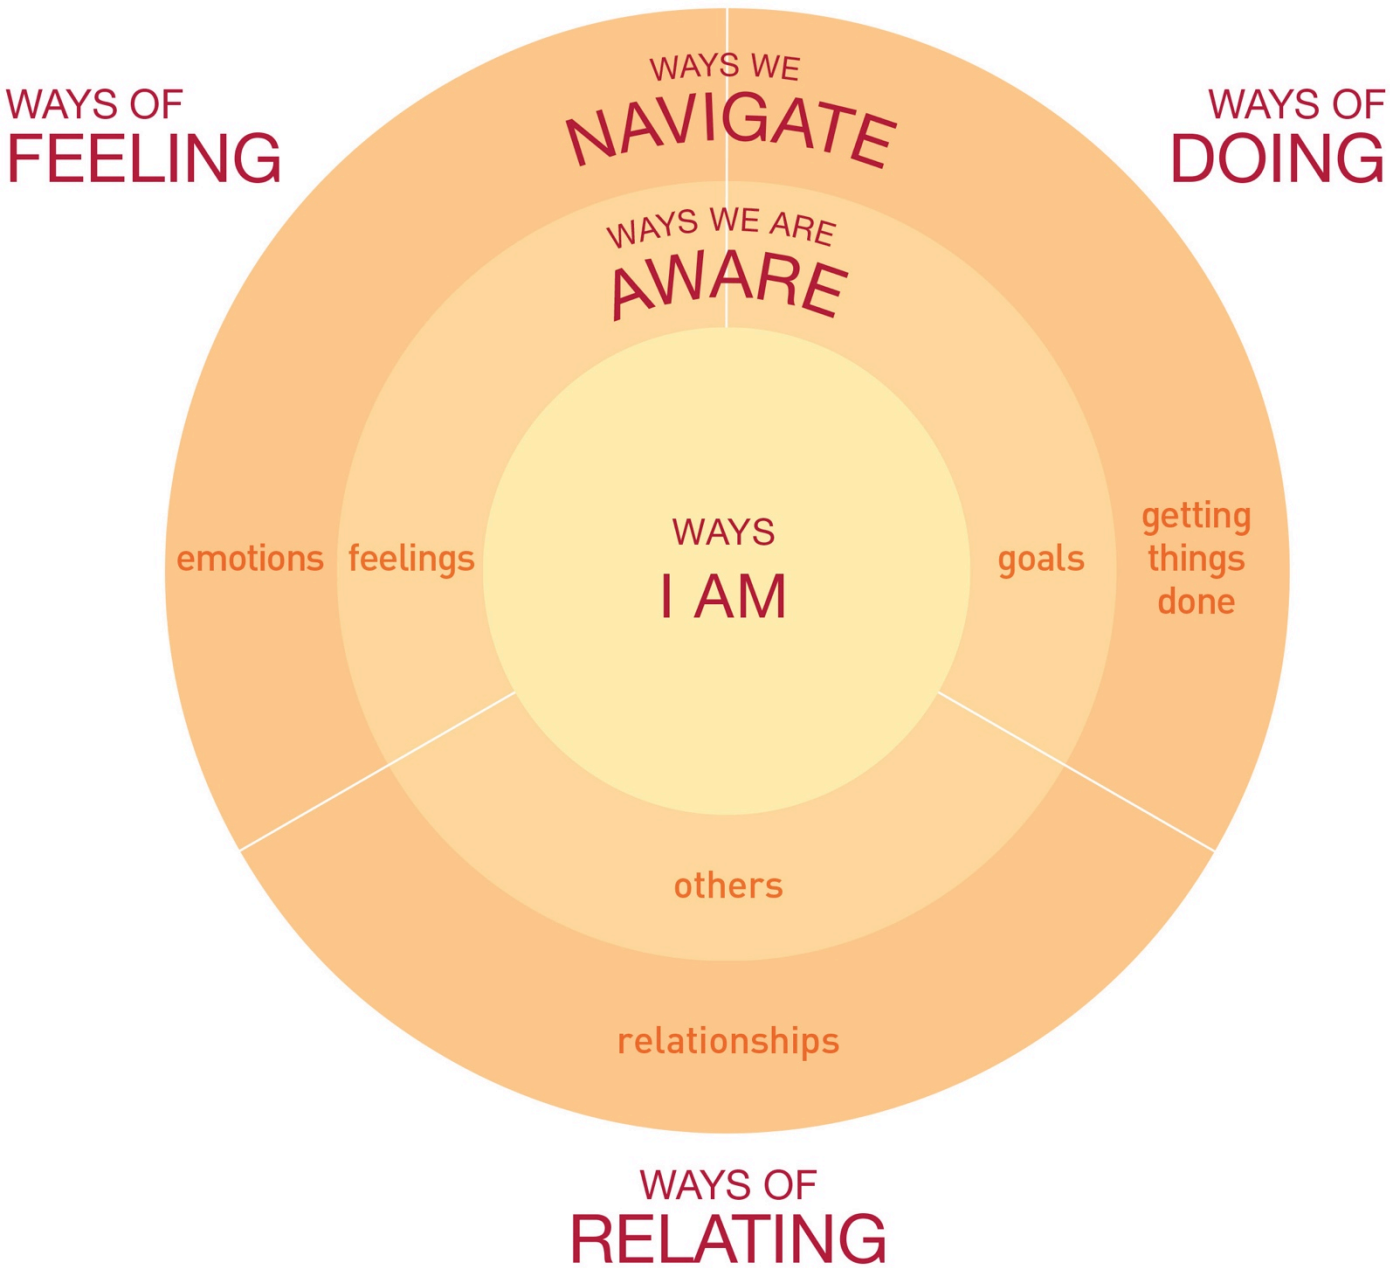 WAYS OF
FEELING
WAYS OF
DOING
WAYS WE
NAVIGATE
WAYS WE ARE
AWARE
WAYS
I AM
emotions
feelings
goals
getting
things
done
others
relationships
WAYS OF
RELATING